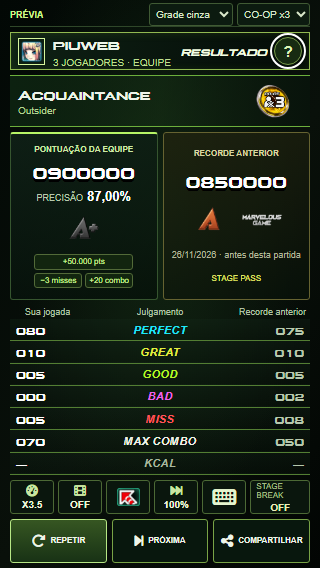 PRÉVIA
Grade cinza
CO-OP x3
PIUWEB
3 JOGADORES · EQUIPE
RESULTADO
?
ACQUAINTANCE
Outsider
x3
PONTUAÇÃO DA EQUIPE
0900000
PRECISÃO 87,00%
A+
+50.000 pts
−3 misses
+20 combo
RECORDE ANTERIOR
0850000
A
MARVELOUS
GAME
26/11/2026 · antes desta partida
STAGE PASS
Sua jogada Julgamento Recorde anterior
080 PERFECT 075
010 GREAT 010
005 GOOD 005
000 BAD 002
005 MISS 008
070 MAX COMBO 050
— KCAL —
X3.5
OFF
100%
STAGE
BREAK
OFF
REPETIR
PRÓXIMA
COMPARTILHAR